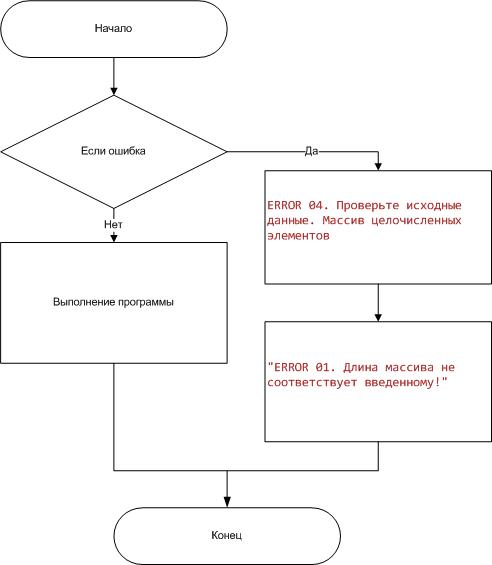 Начало
Если ошибка
Да
Нет
ERROR 04. Проверьте исходные
данные. Массив целочисленных
элементов
Выполнение программы
"ERROR 01. Длина массива не
соответствует введенному!"
Конец